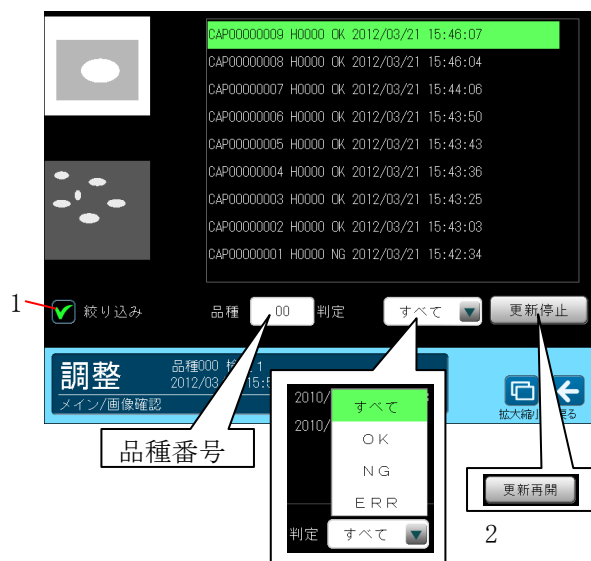 CAP00000009 H0000 OK 2012/03/21 15:46:07
CAP00000008 H0000 OK 2012/03/21 15:46:04
CAP00000007 H0000 OK 2012/03/21 15:44:06
CAP00000006 H0000 OK 2012/03/21 15:43:50
CAP00000005 H0000 OK 2012/03/21 15:43:43
CAP00000004 H0000 OK 2012/03/21 15:43:36
CAP00000003 H0000 OK 2012/03/21 15:43:25
CAP00000002 H0000 OK 2012/03/21 15:43:03
CAP00000001 H0000 NG 2012/03/21 15:42:34
1
絞り込み 品種 00 判定 すべて 更新停止
調整
品種000
2012/03
メイン/画像確認
戻る
品種番号
2010/
2010/
すべて
OK
NG
ERR
判定 すべて
更新再開
2